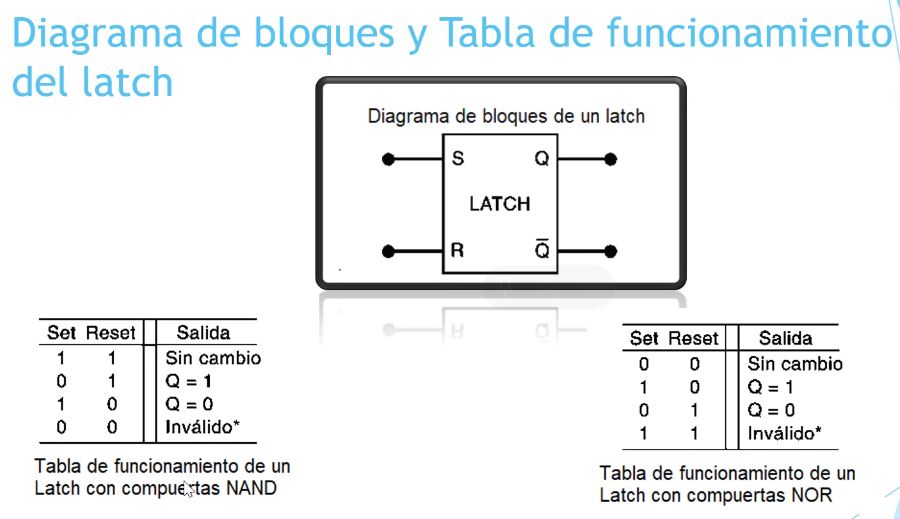 Diagrama de bloques y Tabla de funcionamiento
del latch
Diagrama de bloques de un latch
S Q
LATCH
R Q̅
Set Reset Salida
1 1 Sin cambio
0 1 Q = 1
1 0 Q = 0
0 0 Inválido*
Tabla de funcionamiento de un
Latch con compuertas NAND
Set Reset Salida
0 0 Sin cambio
1 0 Q = 1
0 1 Q = 0
1 1 Inválido*
Tabla de funcionamiento de un
Latch con compuertas NOR